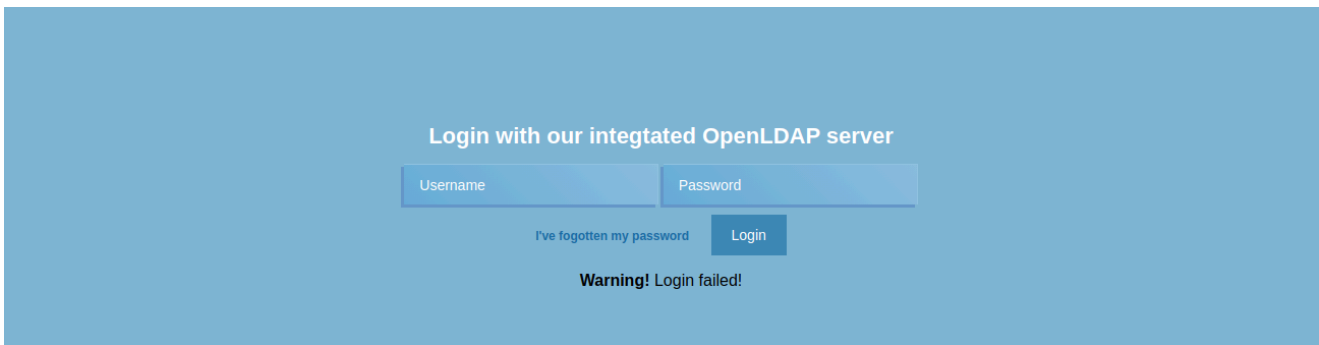 Login with our integtated OpenLDAP server
Username Password
I've fogotten my password Login
Warning! Login failed!